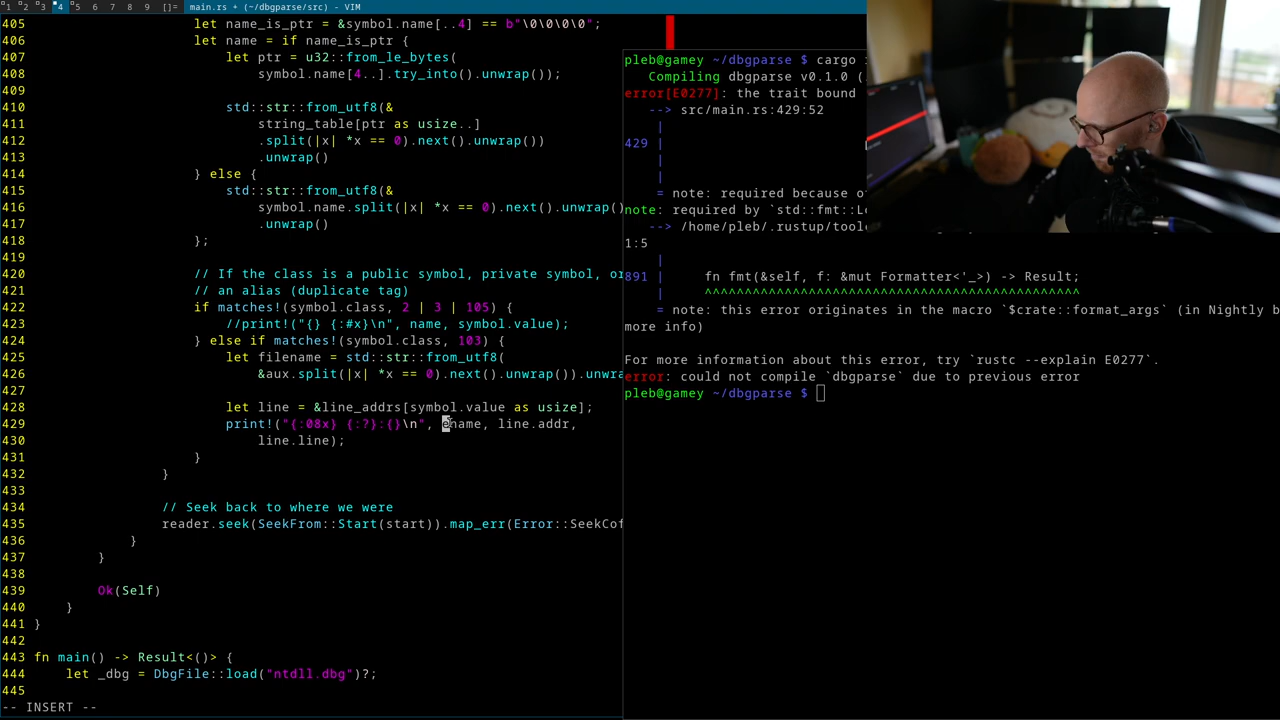 1 2 3 4 5 6 7 8 9 []= main.rs + (~/dbgparse/src) - VIM
405 let name_is_ptr = &symbol.name[..4] == b"\0\0\0\0";
406 let name = if name_is_ptr {
407 let ptr = u32::from_le_bytes(
408 symbol.name[4..].try_into().unwrap());
409
410 std::str::from_utf8(&
411 string_table[ptr as usize..]
412 .split(|x| *x == 0).next().unwrap())
413 .unwrap()
414 } else {
415 std::str::from_utf8(&
416 symbol.name.split(|x| *x == 0).next().unwrap()
417 .unwrap()
418 };
419
420 // If the class is a public symbol, private symbol, or
421 // an alias (duplicate tag)
422 if matches!(symbol.class, 2 | 3 | 105) {
423 //print!("{} {:#x}\n", name, symbol.value);
424 } else if matches!(symbol.class, 103) {
425 let filename = std::str::from_utf8(
426 &aux.split(|x| *x == 0).next().unwrap()).unwra
427
428 let line = &line_addrs[symbol.value as usize];
429 print!("{:08x} {:?}:{}\n", ename, line.addr,
430 line.line);
431 }
432 }
433
434 // Seek back to where we were
435 reader.seek(SeekFrom::Start(start)).map_err(Error::SeekCof
436 }
437 }
438
439 Ok(Self)
440 }
441 }
442
443 fn main() -> Result<()> {
444 let _dbg = DbgFile::load("ntdll.dbg")?;
445
-- INSERT --
pleb@gamey ~/dbgparse $ cargo
Compiling dbgparse v0.1.0 (
error[E0277]: the trait bound
--> src/main.rs:429:52
|
429 |
|
|
= note: required because o
note: required by `std::fmt::L
--> /home/pleb/.rustup/tool
1:5
|
891 | fn fmt(&self, f: &mut Formatter<'_>) -> Result;
| ^^^^^^^^^^^^^^^^^^^^^^^^^^^^^^^^^^^^^^^^^^^^^^^
= note: this error originates in the macro `$crate::format_args` (in Nightly b
more info)
For more information about this error, try `rustc --explain E0277`.
error: could not compile `dbgparse` due to previous error
pleb@gamey ~/dbgparse $